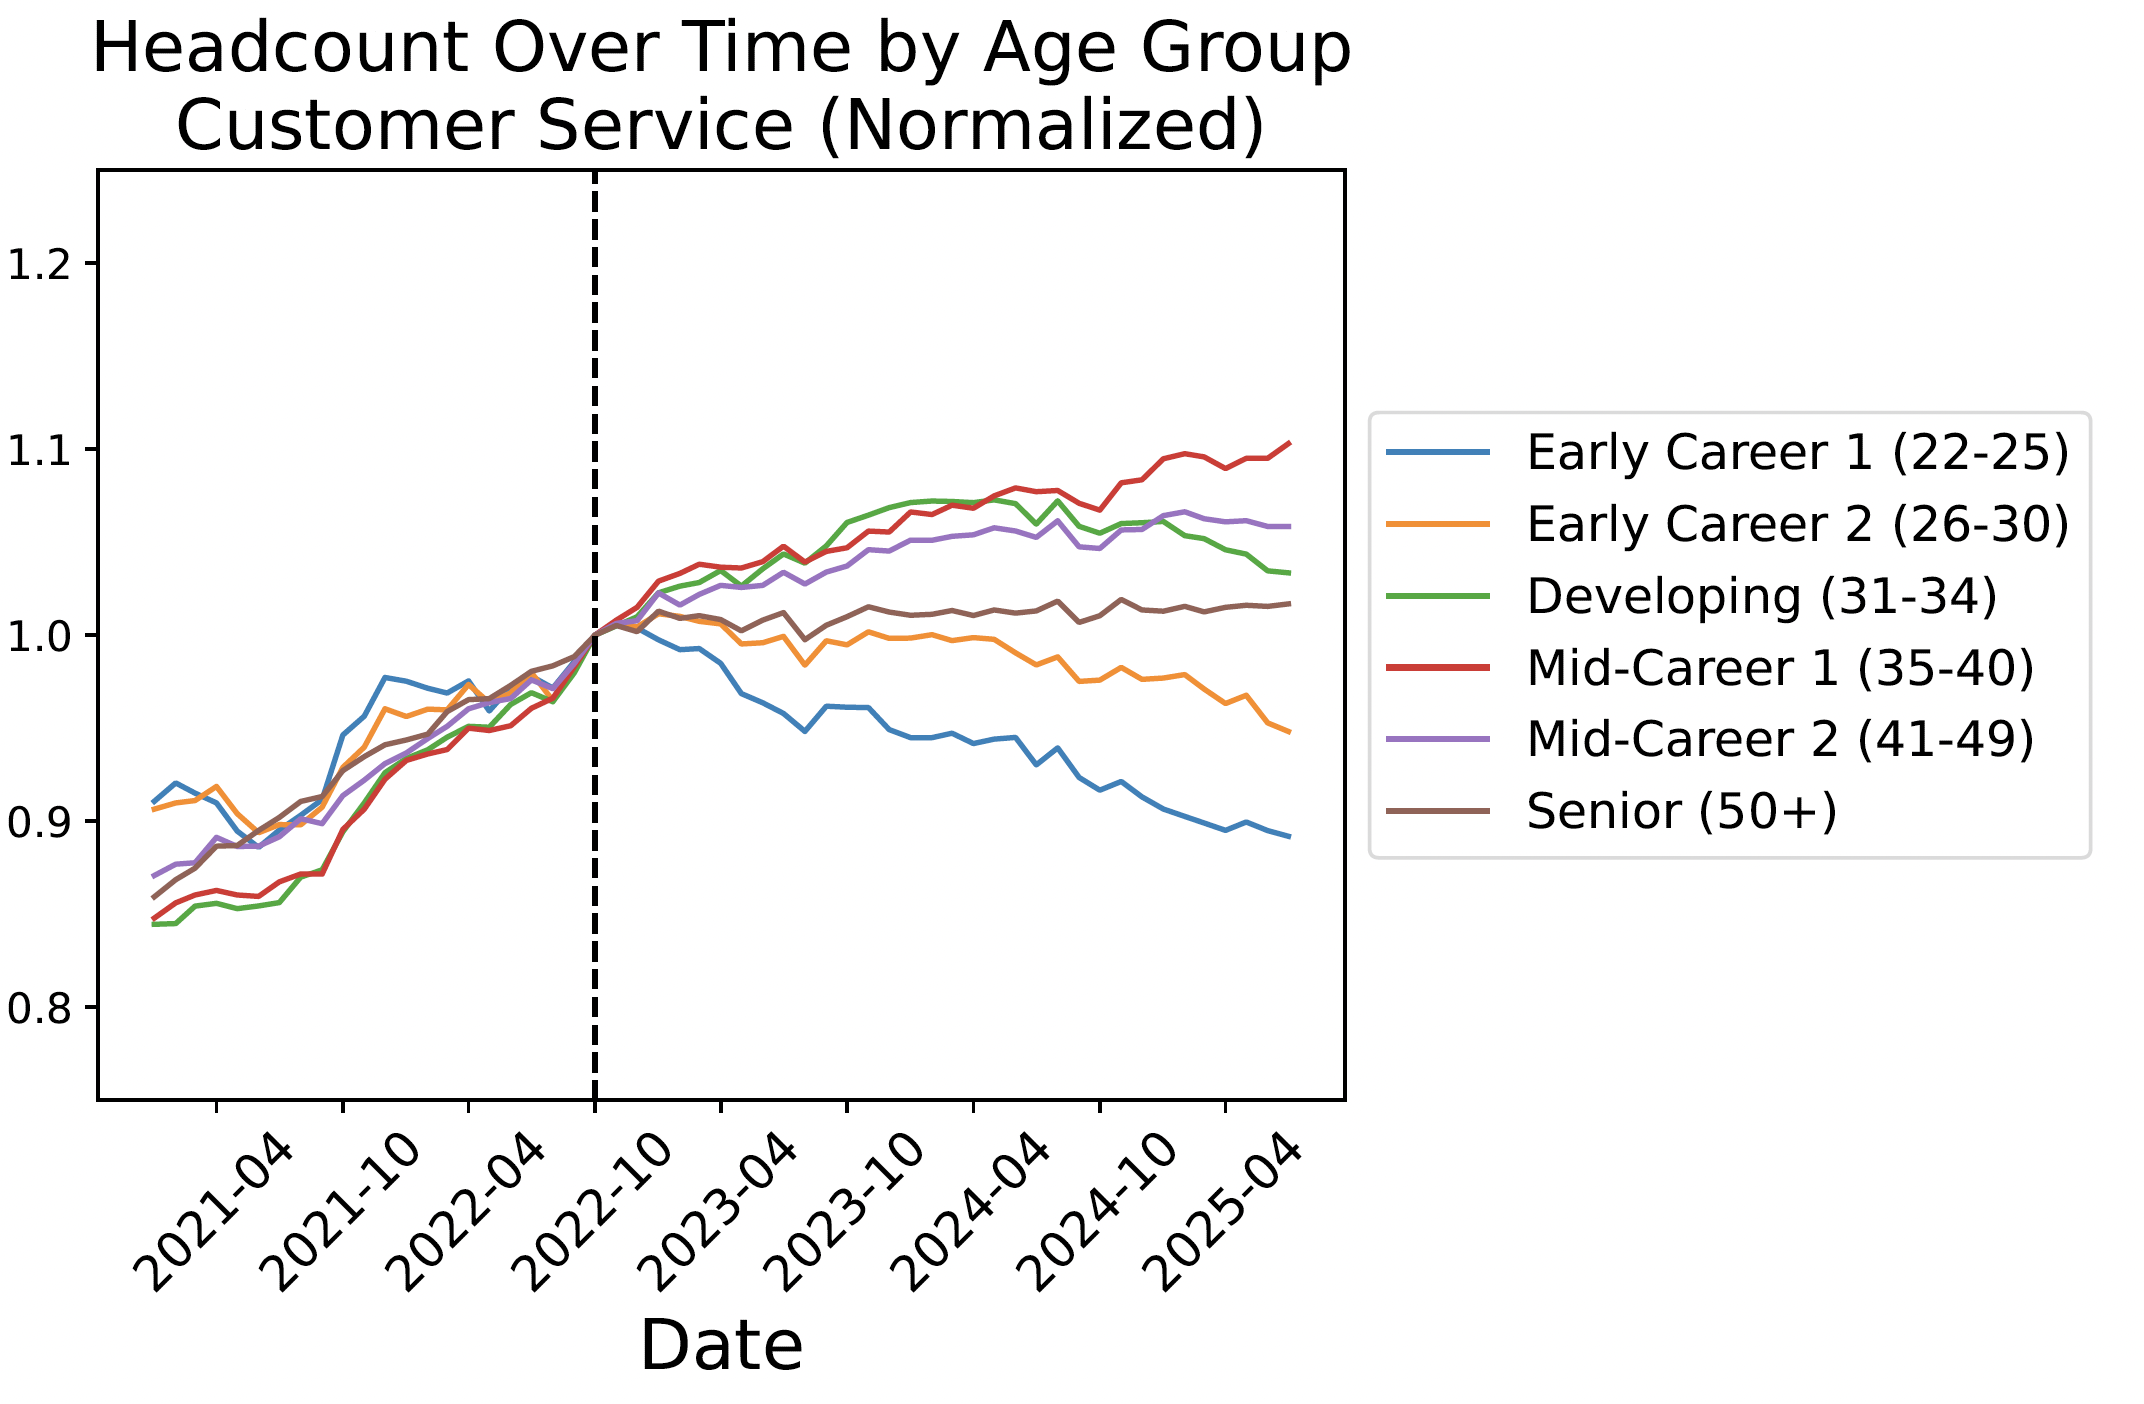 Headcount Over Time by Age Group
Customer Service (Normalized)
1.2
1.1
1.0
0.9
0.8
2021-04
2021-10
2022-04
2022-10
2023-04
2023-10
2024-04
2024-10
2025-04
Date
Early Career 1 (22-25)
Early Career 2 (26-30)
Developing (31-34)
Mid-Career 1 (35-40)
Mid-Career 2 (41-49)
Senior (50+)